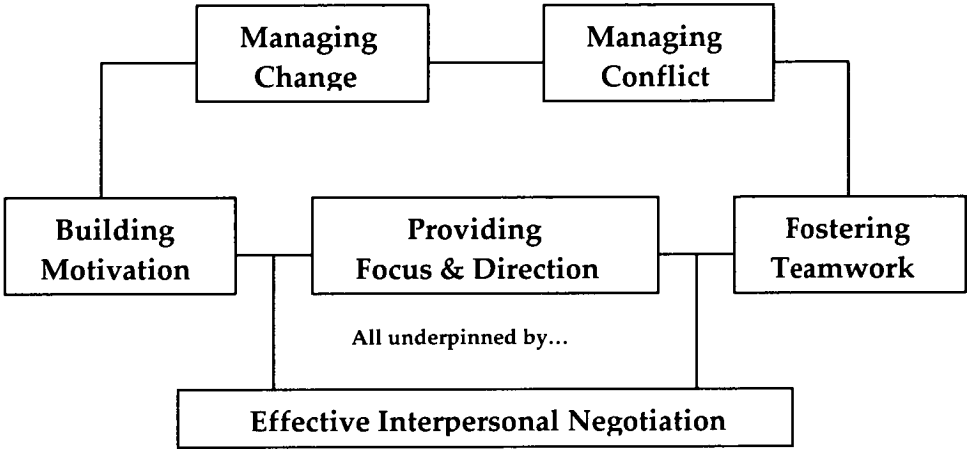 Managing
Change
Managing
Conflict
Building
Motivation
Providing
Focus & Direction
Fostering
Teamwork
All underpinned by...
Effective Interpersonal Negotiation